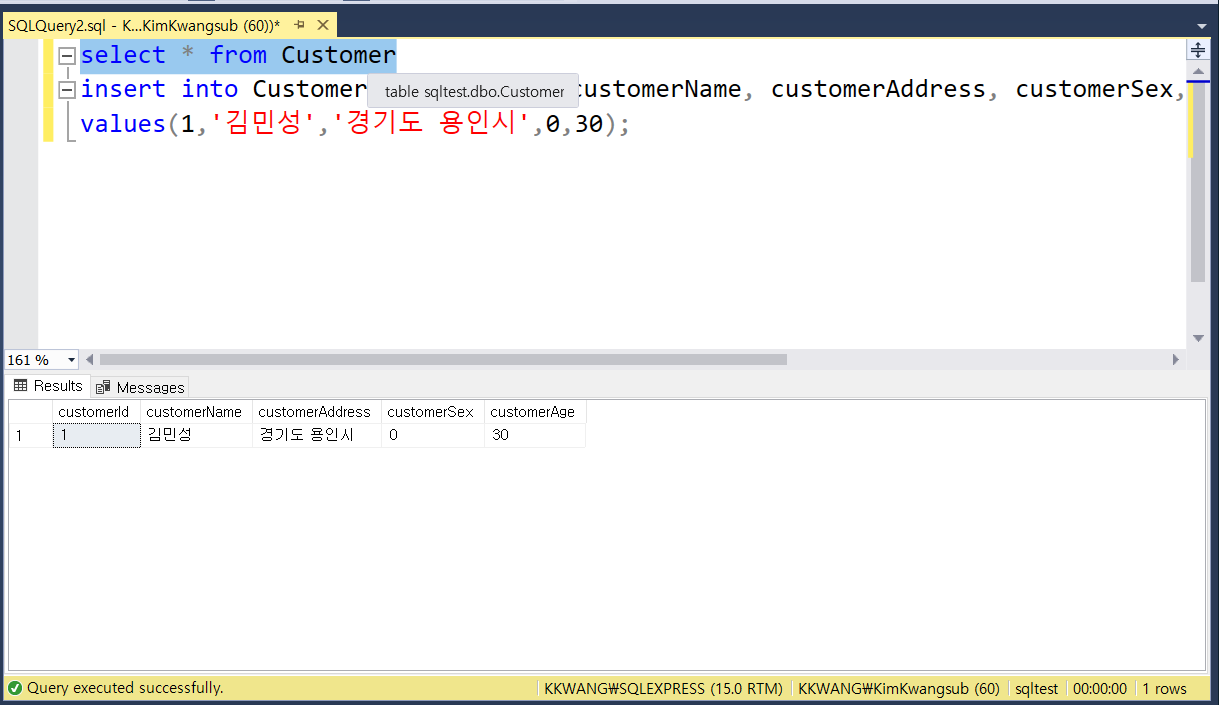 SQLQuery2.sql - K...KimKwangsub (60))*
select * from Customer
insert into Customer customerName, customerAddress, customerSex,
table sqltest.dbo.Customer
values(1,'김민성','경기도 용인시',0,30);
161 %
Results Messages
customerId customerName customerAddress customerSex customerAge
1 1 김민성 경기도 용인시 0 30
Query executed successfully. KKWANG₩SQLEXPRESS (15.0 RTM) KKWANG₩KimKwangsub (60) sqltest 00:00:00 1 rows